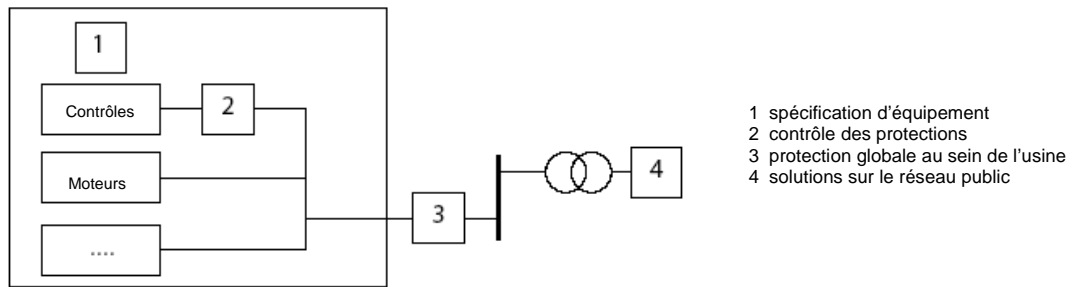 1
Contrôles
2
Moteurs
....
3
4
1 spécification d'équipement
2 contrôle des protections
3 protection globale au sein de l'usine
4 solutions sur le réseau public